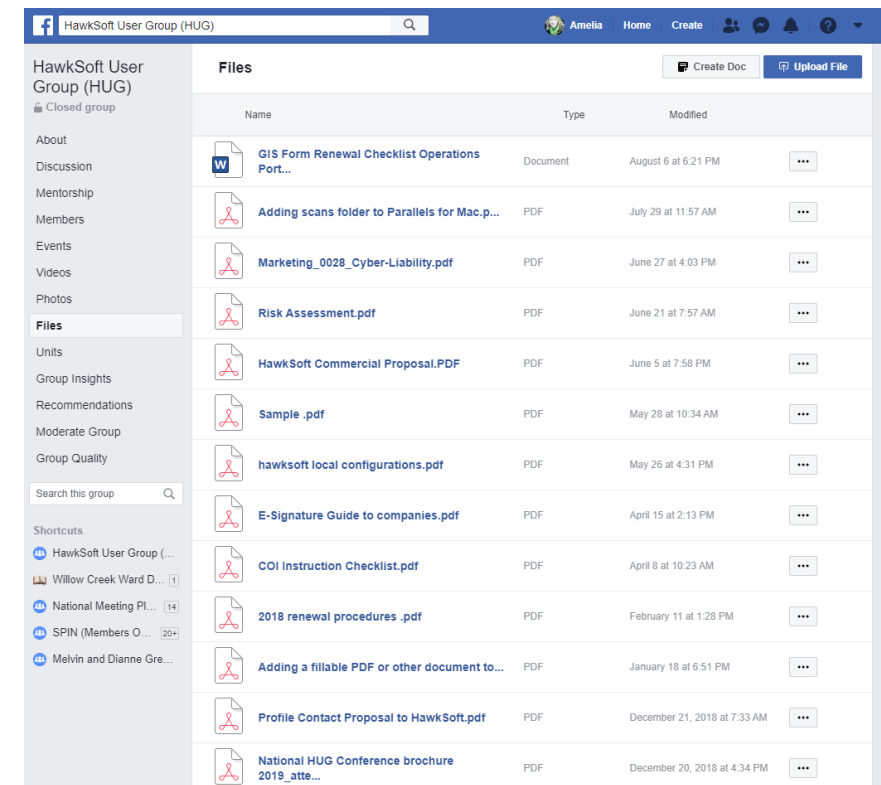 f HawkSoft User Group (HUG) Amelia Home Create
HawkSoft User
Group (HUG)
Closed group
About
Discussion
Mentorship
Members
Events
Videos
Photos
Files
Units
Group Insights
Recommendations
Moderate Group
Group Quality
Search this group
Shortcuts
HawkSoft User Group (...
Willow Creek Ward D... 1
National Meeting Pl... 14
SPIN (Members O... 20+
Melvin and Dianne Gre...
Files Create Doc Upload File
Name Type Modified
GIS Form Renewal Checklist Operations
Port... Document August 6 at 6:21 PM
Adding scans folder to Parallels for Mac.p... PDF July 29 at 11:57 AM
Marketing_0028_Cyber-Liability.pdf PDF June 27 at 4:03 PM
Risk Assessment.pdf PDF June 21 at 7:57 AM
HawkSoft Commercial Proposal.PDF PDF June 5 at 7:58 PM
Sample .pdf PDF May 28 at 10:34 AM
hawksoft local configurations.pdf PDF May 26 at 4:31 PM
E-Signature Guide to companies.pdf PDF April 15 at 2:13 PM
COI Instruction Checklist.pdf PDF April 8 at 10:23 AM
2018 renewal procedures .pdf PDF February 11 at 1:28 PM
Adding a fillable PDF or other document to... PDF January 18 at 6:51 PM
Profile Contact Proposal to HawkSoft.pdf PDF December 21, 2018 at 7:33 AM
National HUG Conference brochure
2019_atte... PDF December 20, 2018 at 4:34 PM